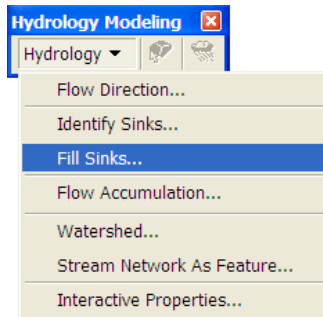 Hydrology Modeling
Hydrology
Flow Direction...
Identify Sinks...
Fill Sinks...
Flow Accumulation...
Watershed...
Stream Network As Feature...
Interactive Properties...